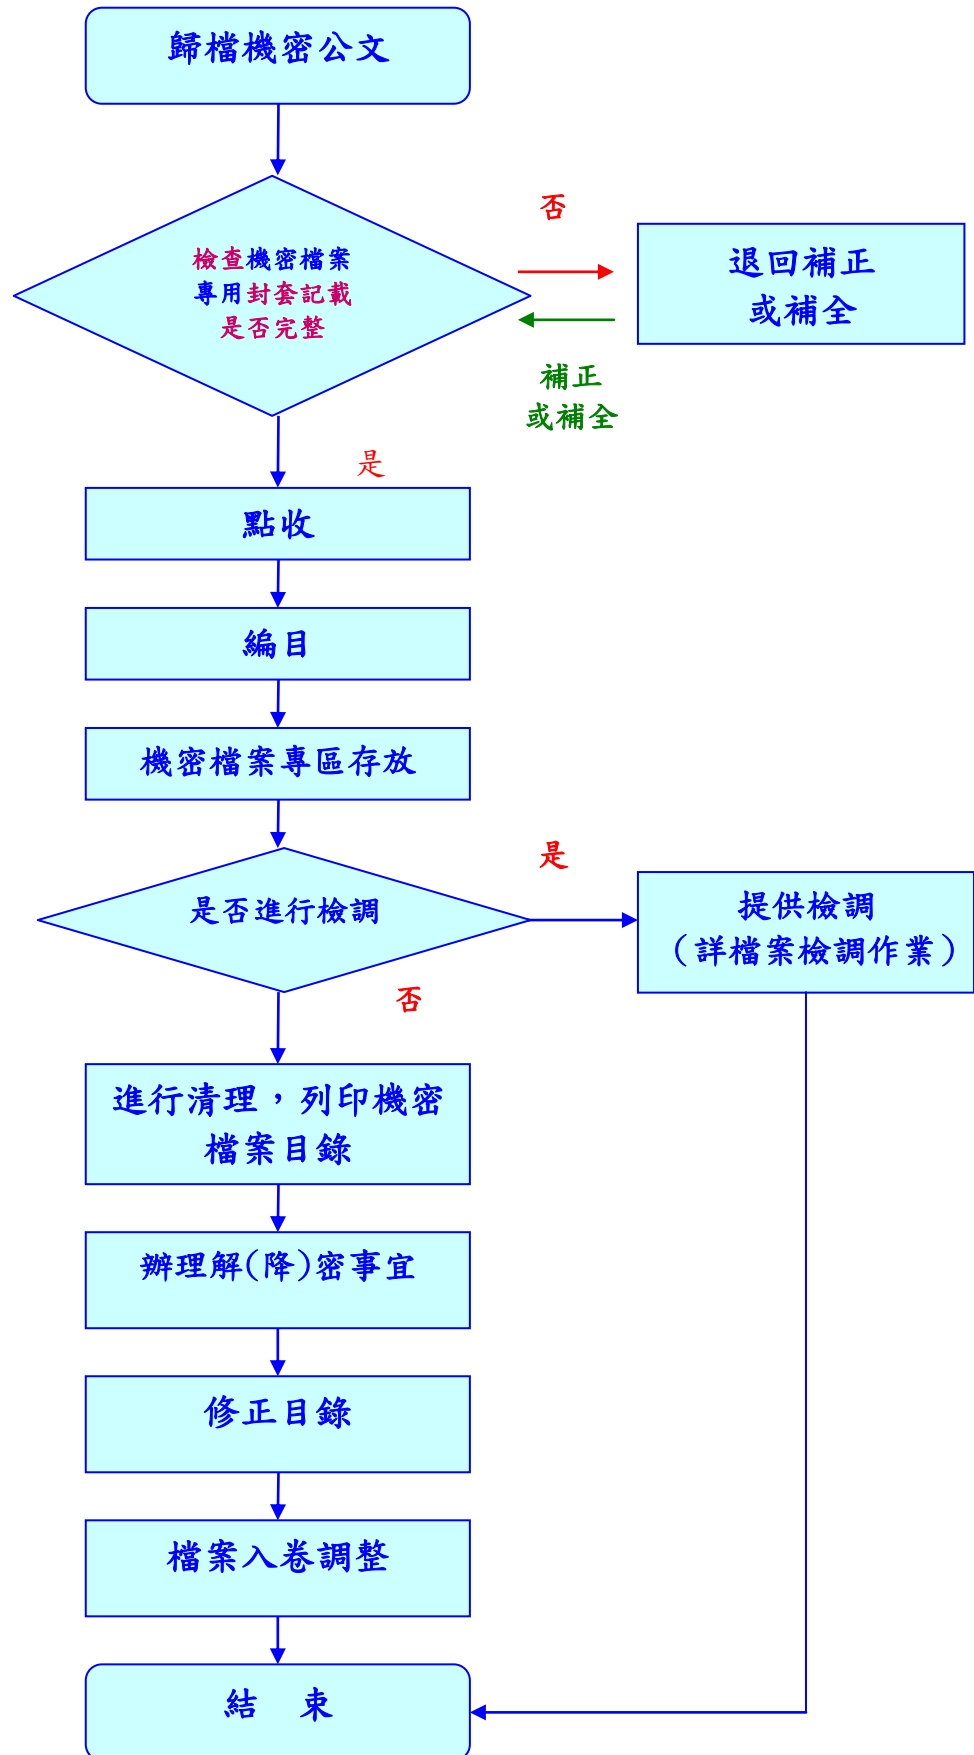 歸檔機密公文
否
檢查機密檔案
專用封套記載
是否完整
退回補正
或補全
補正
或補全
是
點收
編目
機密檔案專區存放
是
是否進行檢調
提供檢調
（詳檔案檢調作業）
否
進行清理，列印機密
檔案目錄
辦理解(降)密事宜
修正目錄
檔案入卷調整
結　束